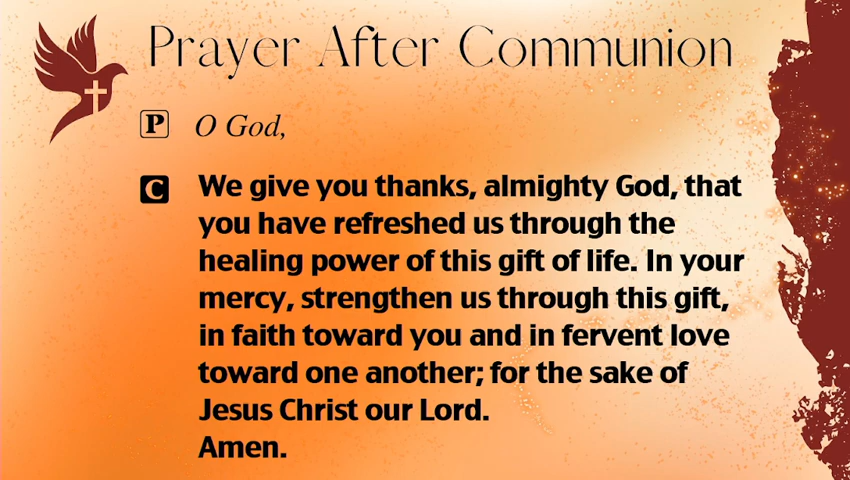 Prayer After Communion
P O God,
C We give you thanks, almighty God, that
you have refreshed us through the
healing power of this gift of life. In your
mercy, strengthen us through this gift,
in faith toward you and in fervent love
toward one another; for the sake of
Jesus Christ our Lord.
Amen.